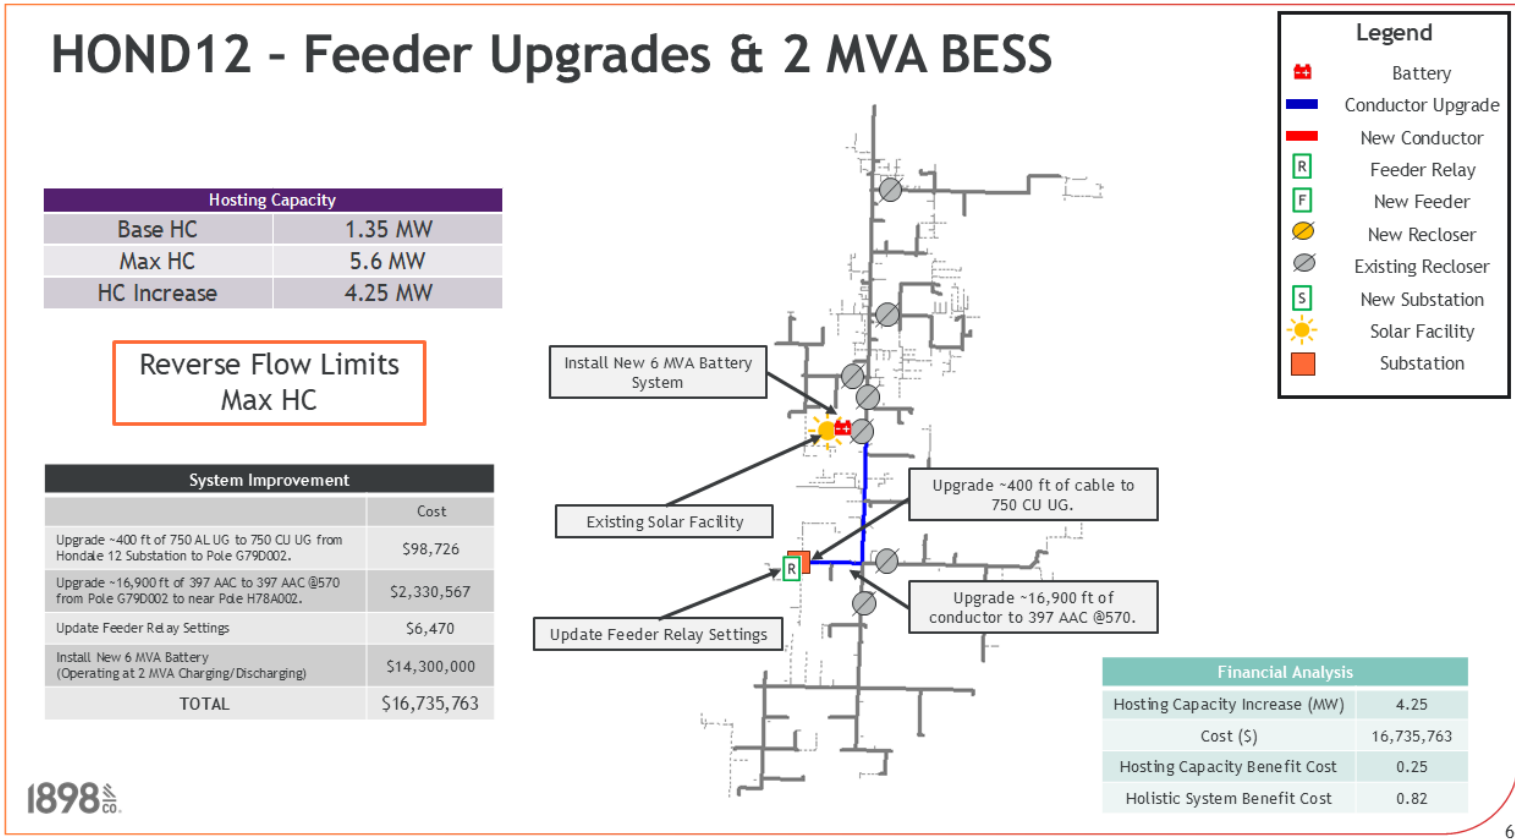 HOND12 – Feeder Upgrades & 2 MVA BESS
Hosting Capacity
Base HC 1.35 MW
Max HC 5.6 MW
HC Increase 4.25 MW
Reverse Flow Limits
Max HC
System Improvement
Cost
Upgrade ~400 ft of 750 AL UG to 750 CU UG from
Hondale 12 Substation to Pole G79D002.
$98,726
Upgrade ~16,900 ft of 397 AAC to 397 AAC @570
from Pole G79D002 to near Pole H78A002.
$2,330,567
Update Feeder Relay Settings $6,470
Install New 6 MVA Battery
(Operating at 2 MVA Charging/Discharging)
$14,300,000
TOTAL $16,735,763
1898 & CO.
Install New 6 MVA Battery
System
Existing Solar Facility
Upgrade ~400 ft of cable to
750 CU UG.
R
Upgrade ~16,900 ft of
conductor to 397 AAC @570.
Update Feeder Relay Settings
Legend
Battery
Conductor Upgrade
New Conductor
R Feeder Relay
F New Feeder
New Recloser
Existing Recloser
S New Substation
Solar Facility
Substation
Financial Analysis
Hosting Capacity Increase (MW) 4.25
Cost ($) 16,735,763
Hosting Capacity Benefit Cost 0.25
Holistic System Benefit Cost 0.82
6